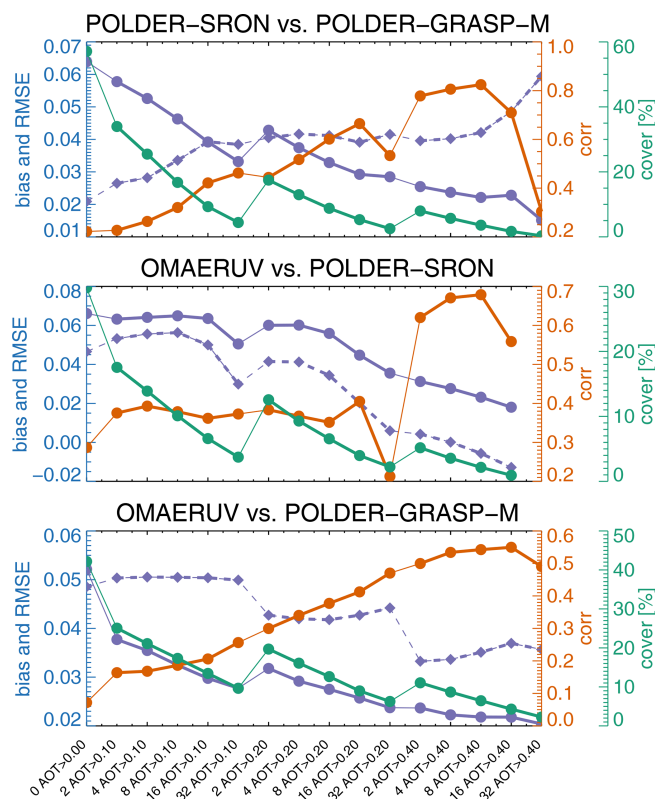 POLDER-SRON vs. POLDER-GRASP-M
0.07 1.0 60
0.06
0.05 0.8 40
0.04 0.6
0.03 0.4 20
0.02
0.01 0.2 0
bias and RMSE corr cover [%]
OMAERUV vs. POLDER-SRON
0.08 0.7 30
0.06 0.6
0.04 0.5 20
0.02 0.4 10
0.00 0.3
-0.02 0.2 0
bias and RMSE corr cover [%]
OMAERUV vs. POLDER-GRASP-M
0.06 0.6 50
0.05 0.5 40
0.04 0.4 30
0.3 20
0.03 0.2
0.1 10
0.02 0.0 0
bias and RMSE corr cover [%]
0 AOT>0.00
2 AOT>0.10
4 AOT>0.10
8 AOT>0.10
16 AOT>0.10
32 AOT>0.10
2 AOT>0.20
4 AOT>0.20
8 AOT>0.20
16 AOT>0.20
32 AOT>0.20
2 AOT>0.40
4 AOT>0.40
8 AOT>0.40
16 AOT>0.40
32 AOT>0.40